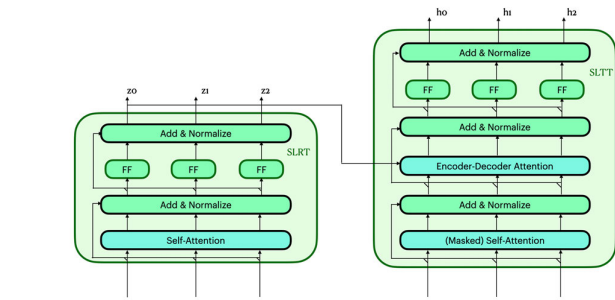 h0 h1 h2
Add & Normalize
SLTT
FF FF FF
Add & Normalize
Encoder-Decoder Attention
Add & Normalize
(Masked) Self-Attention
z0 z1 z2
Add & Normalize
SLRT
FF FF FF
Add & Normalize
Self-Attention